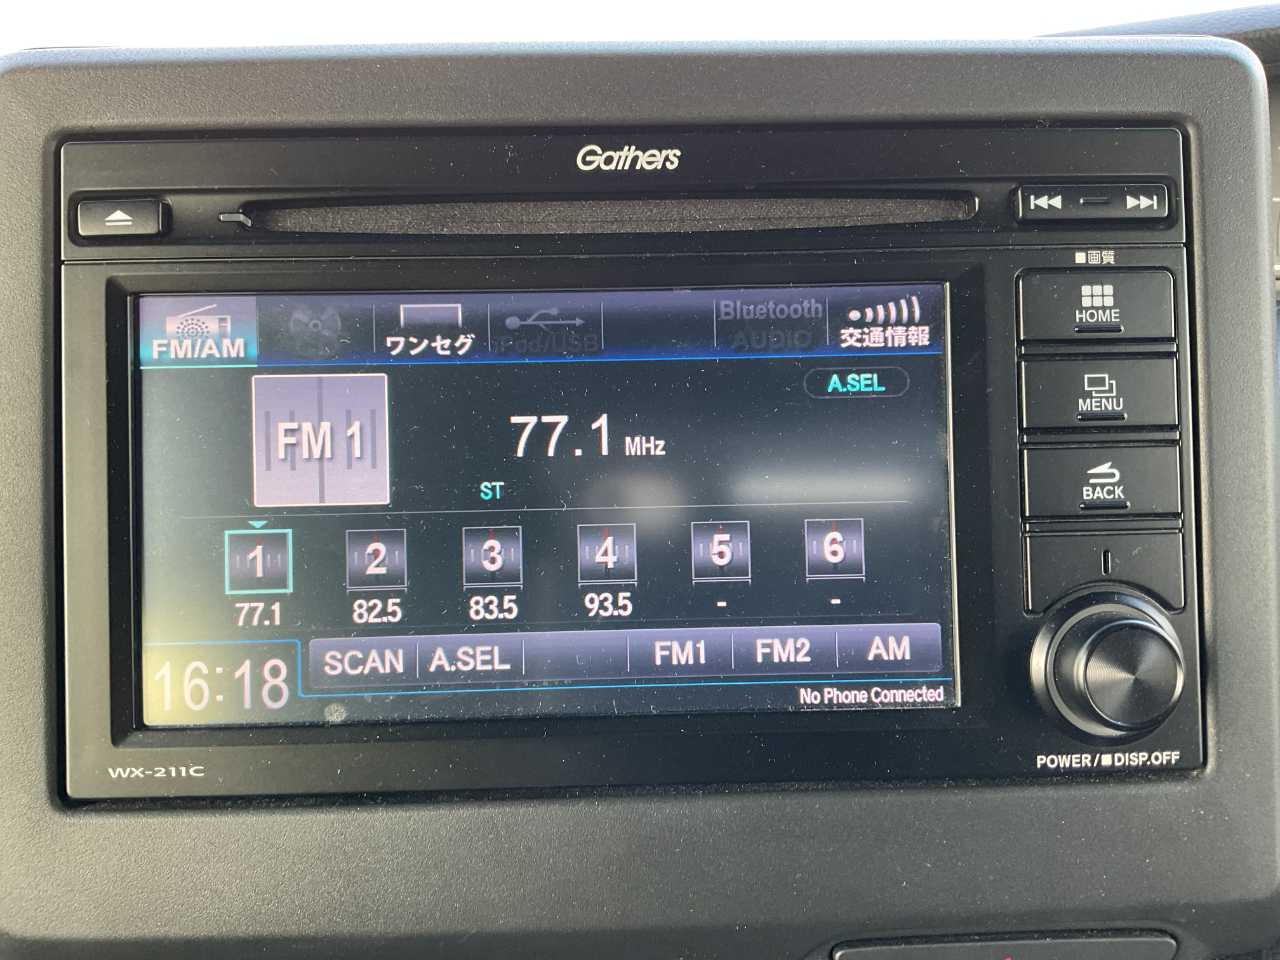 Gathers
■画質
HOME
MENU
BACK
FM/AM
ワンセグ
iPod/USB
Bluetooth
AUDIO
交通情報
A.SEL
FM 1
77.1 MHz
ST
1 2 3 4 5 6
77.1 82.5 83.5 93.5 - -
SCAN A.SEL FM1 FM2 AM
16:18
No Phone Connected
WX-211C
POWER/■DISP.OFF